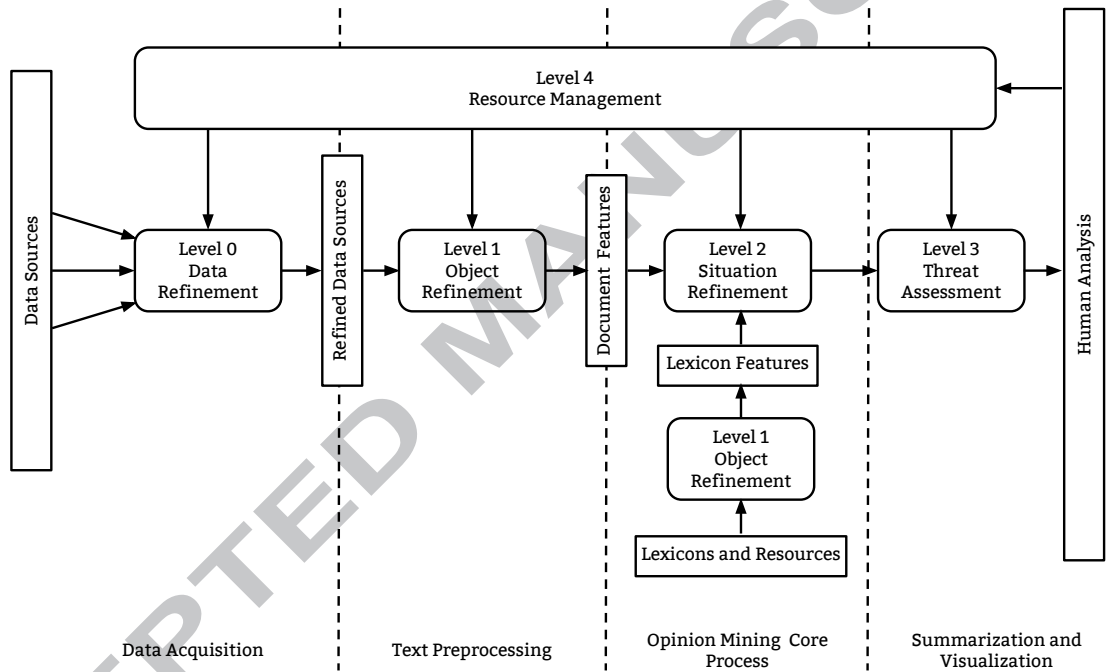 Level 4
Resource Management
Data Sources
Level 0
Data
Refinement
Refined Data Sources
Level 1
Object
Refinement
Document Features
Level 2
Situation
Refinement
Level 3
Threat
Assessment
Human Analysis
Lexicon Features
Level 1
Object
Refinement
Lexicons and Resources
Data Acquisition
Text Preprocessing
Opinion Mining Core
Process
Summarization and
Visualization
PTED MANUS